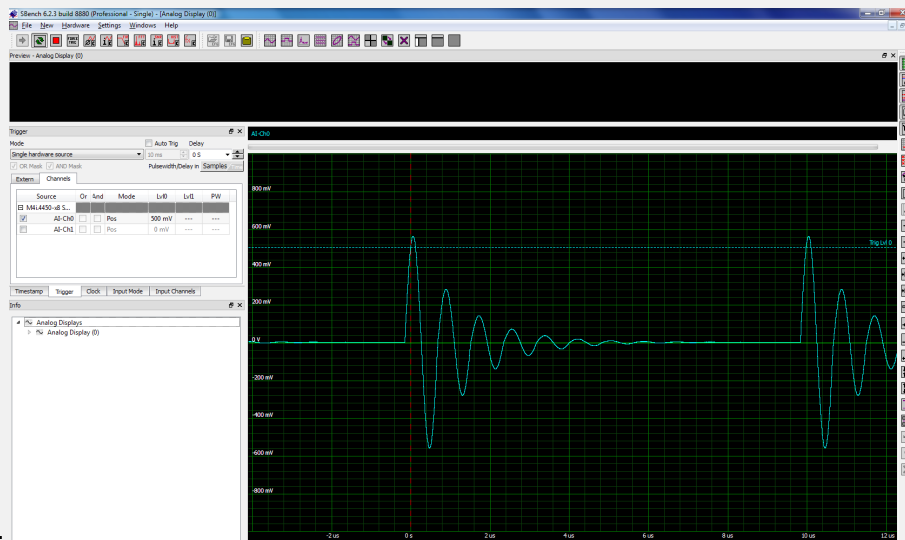 SBench 6.2.3 build 8880 (Professional - Single) - [Analog Display (0)]
File New Hardware Settings Windows Help
Preview - Analog Display (0)
Trigger
Mode Auto Trig Delay
Single hardware source 10 ms 0 S
OR Mask AND Mask Pulsewidth/Delay in Samples
Extern Channels
Source Or And Mode Lvl0 Lvl1 PW
M4i.4450-x8 S...
AI-Ch0 Pos 500 mV --- ---
AI-Ch1 Pos 0 mV --- ---
Timestamp Trigger Clock Input Mode Input Channels
Info
Analog Displays
Analog Display (0)
AI-Ch0
800 mV
600 mV
Trig Lvl 0
400 mV
200 mV
0 V
-200 mV
-400 mV
-600 mV
-800 mV
-2 us 0 s 2 us 4 us 6 us 8 us 10 us 12 us